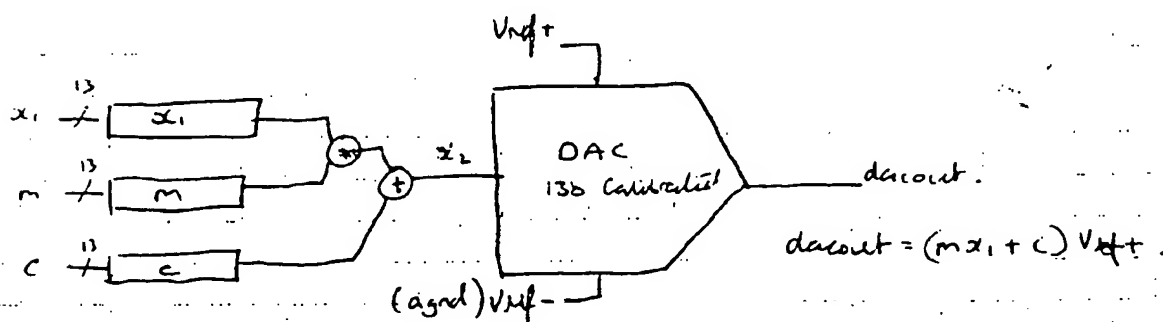 Vref+
13
x₁ x₁
13
m m
13
c c
*
+
x₂
DAC
13b Calibrated
dacout.
dacout = (mx₁ + c) Vref+.
(agnd) Vref-